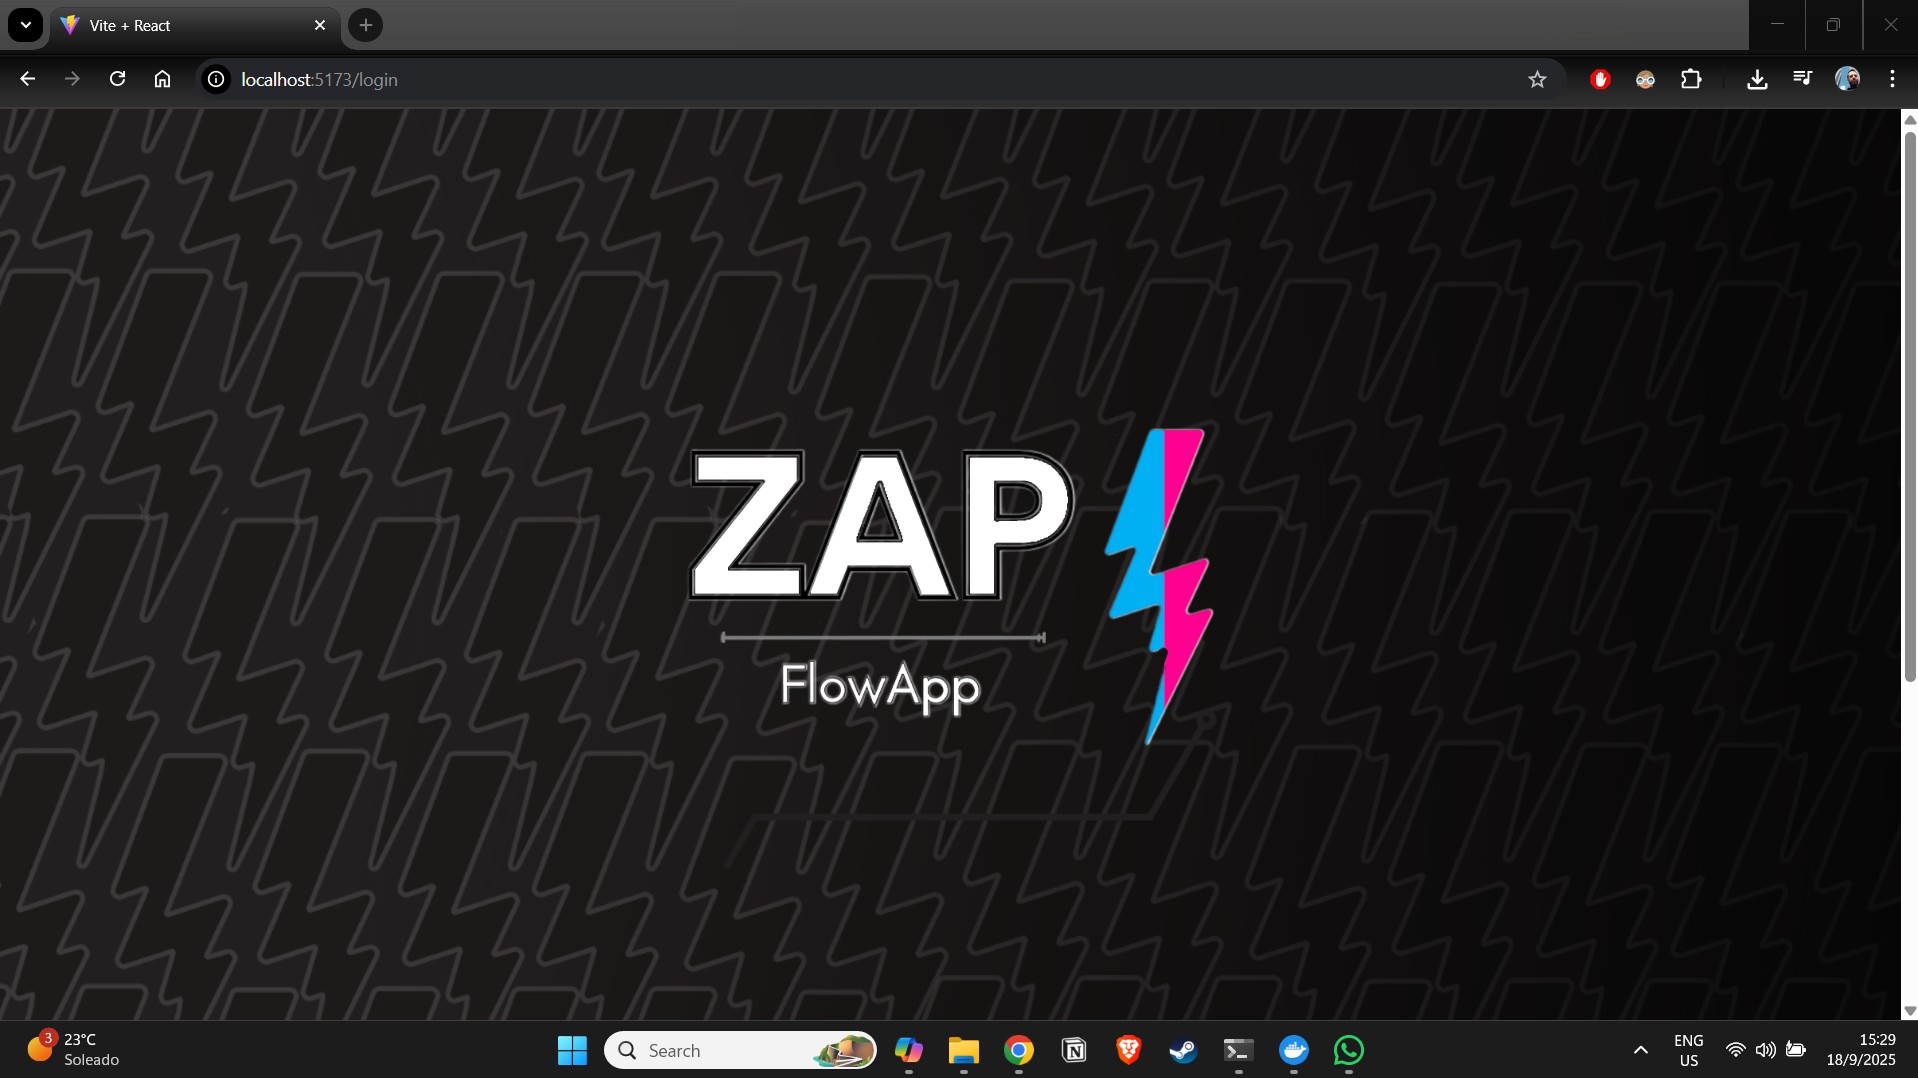 Vite + React
localhost:5173/login
ZAP
FlowApp
3
23°C
Soleado
Search
ENG
US
15:29
18/9/2025